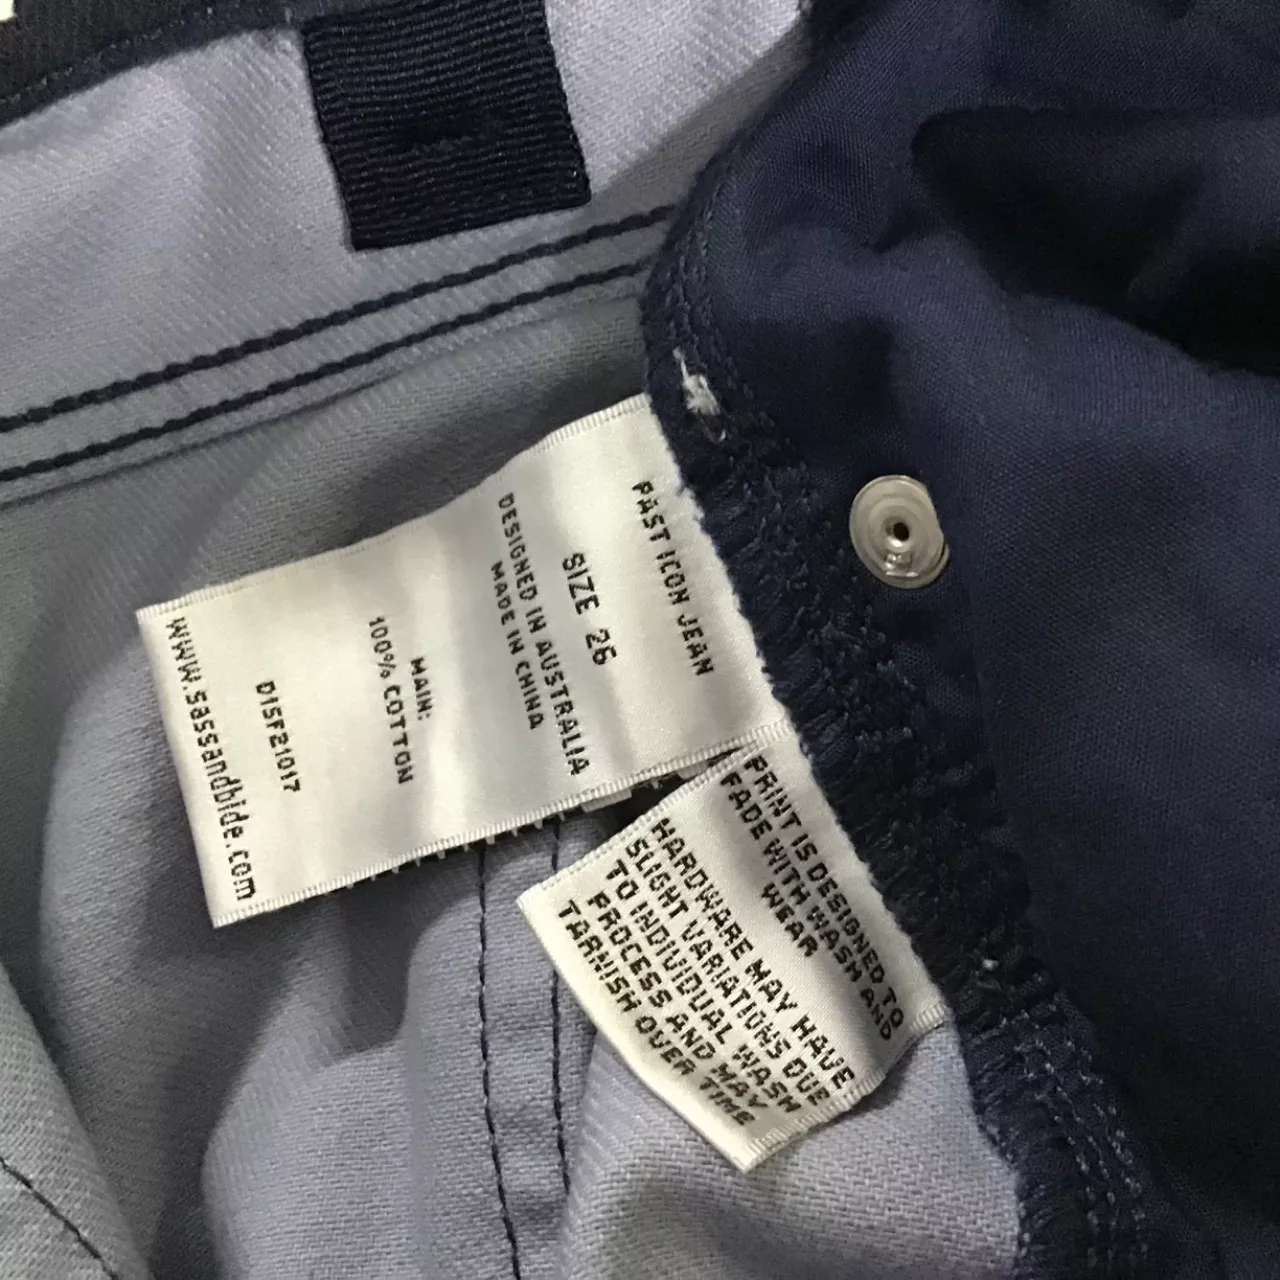 PAST ICON JEAN
SIZE 26
DESIGNED IN AUSTRALIA
MADE IN CHINA
MAIN:
100% COTTON
D15F21017
www.sassandbide.com
PRINT IS DESIGNED TO
FADE WITH WASH AND
WEAR
HARDWARE MAY HAVE
SLIGHT VARIATIONS DUE
TO INDIVIDUAL WASH
PROCESS AND MAY
TARNISH OVER TIME